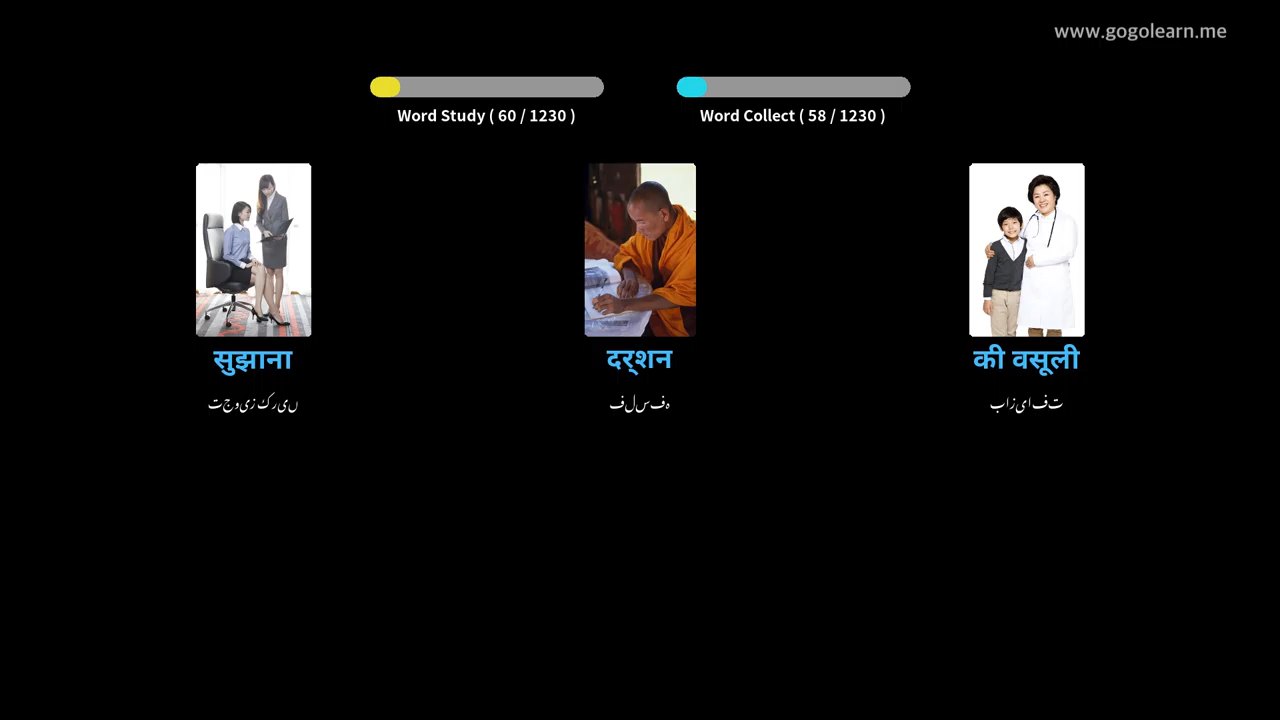 www.gogolearn.me
Word Study ( 60 / 1230 )
Word Collect ( 58 / 1230 )
सुझाना
दर्शन
की वसूली
تجویز کریں
فلسفہ
بازیافت